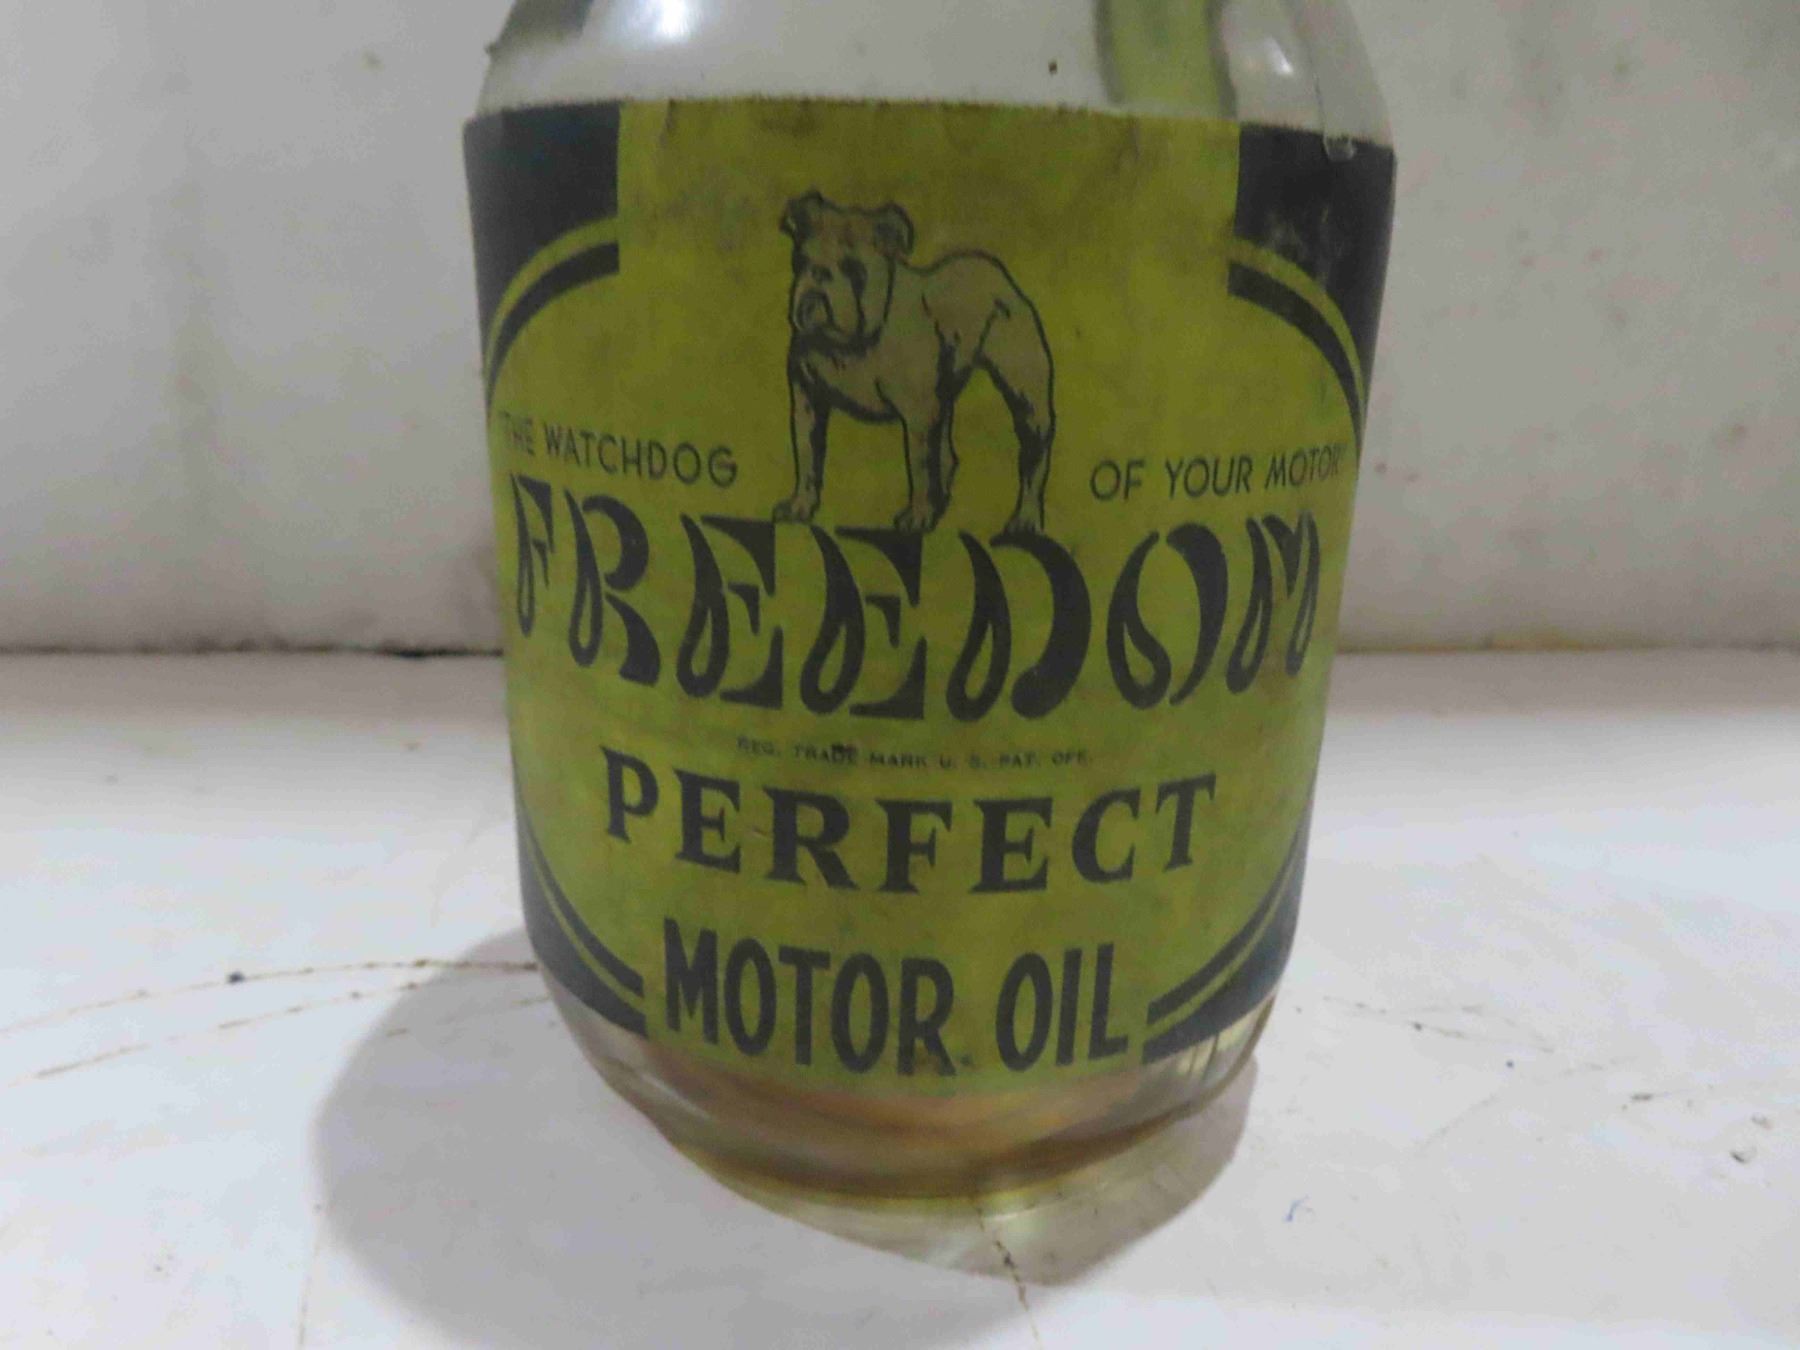 "THE WATCHDOG OF YOUR MOTOR"
FREEDOM
REG. TRADE MARK U. S. PAT. OFF.
PERFECT
MOTOR OIL